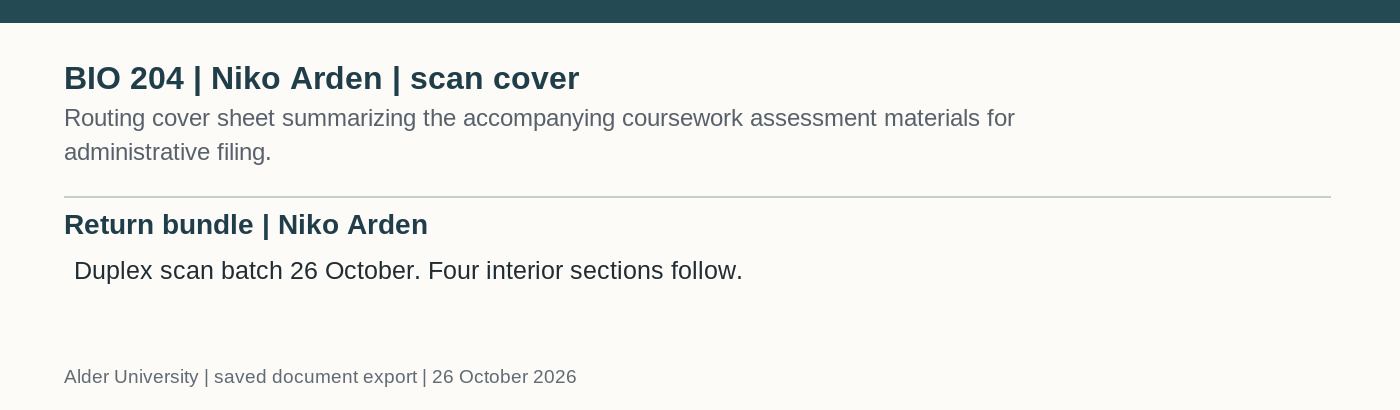 BIO 204 | Niko Arden | scan cover
Routing cover sheet summarizing the accompanying coursework assessment materials for
administrative filing.
Return bundle | Niko Arden
Duplex scan batch 26 October. Four interior sections follow.
Alder University | saved document export | 26 October 2026